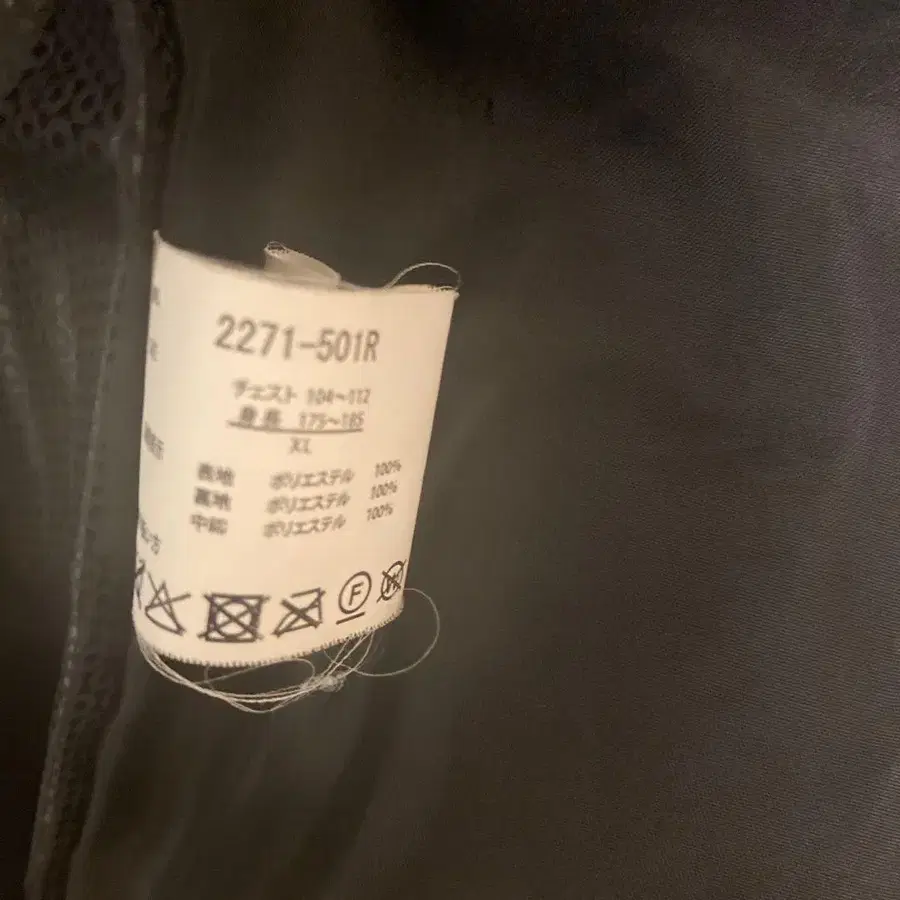 2271-501R
チェスト 104~112
身長 175~185
XL
表地 ポリエステル 100%
裏地 ポリエステル 100%
中綿 ポリエステル 100%
F
W